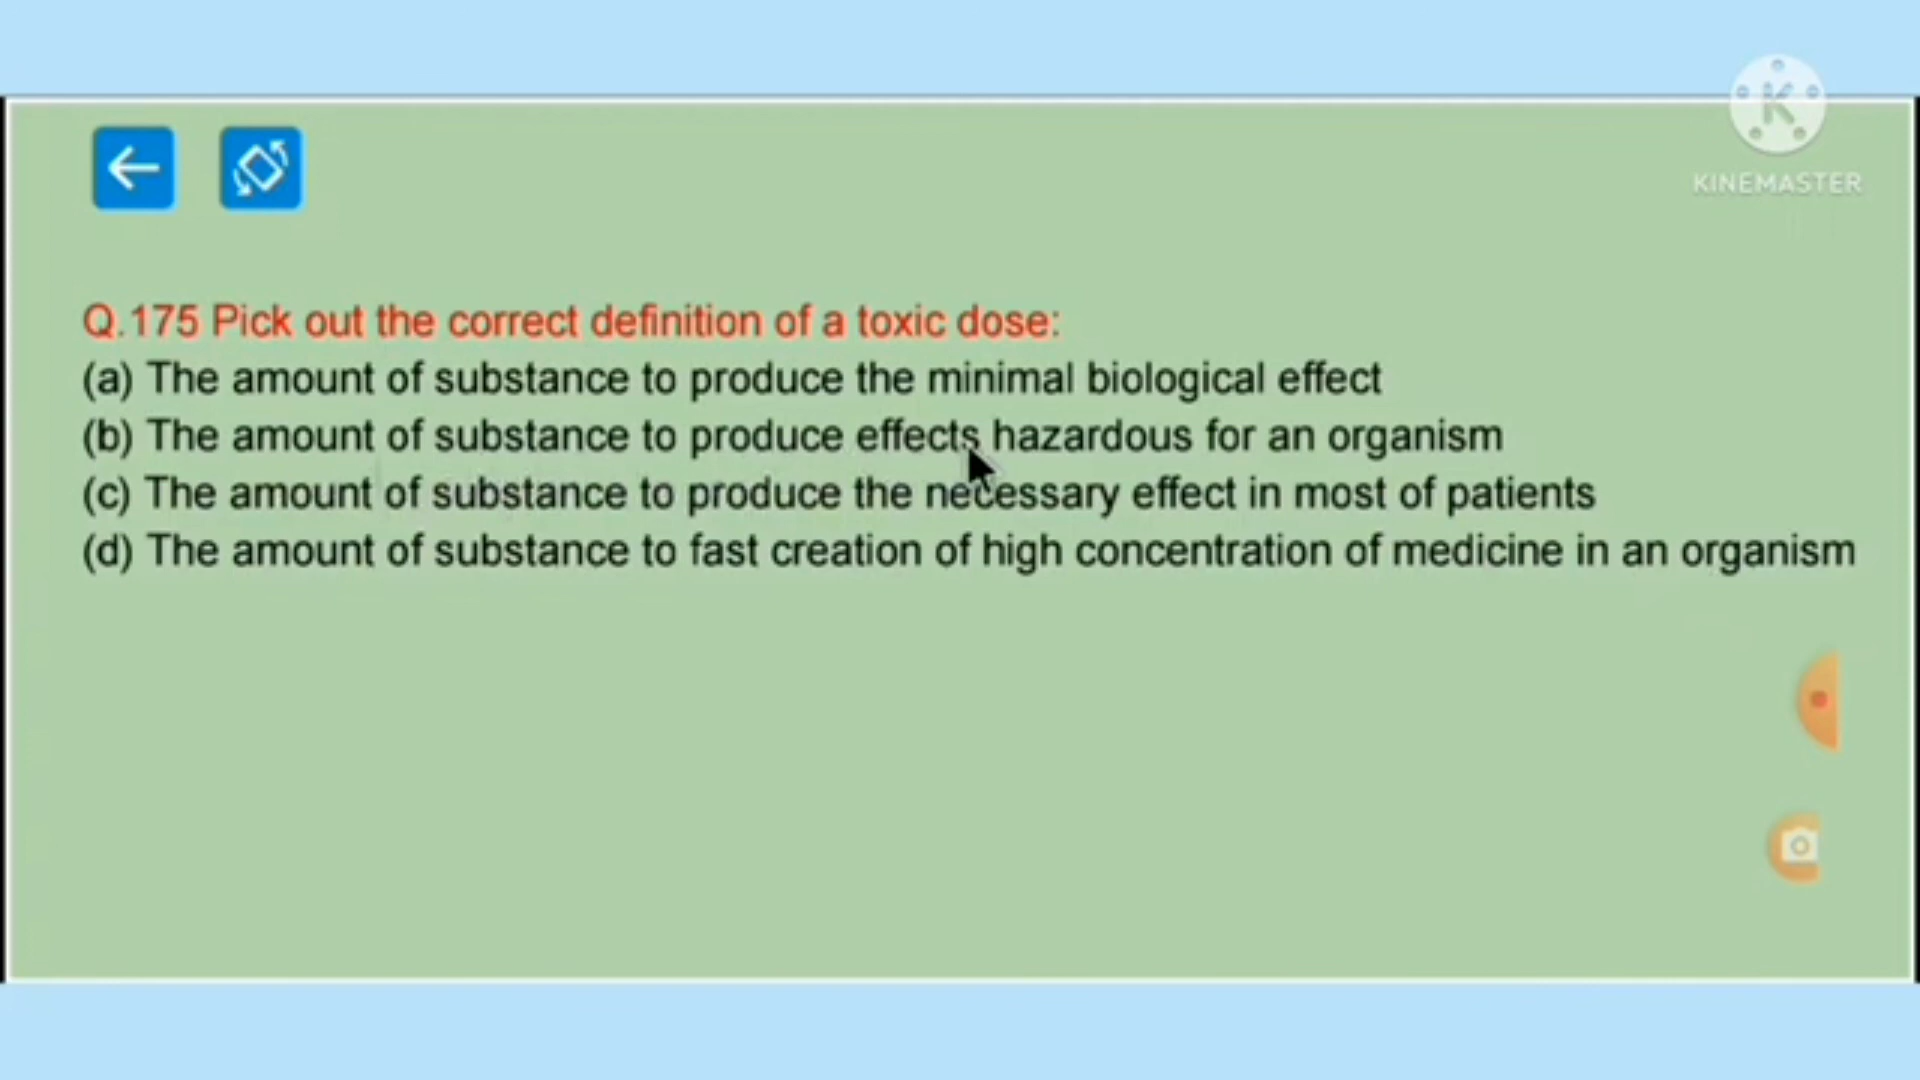 KINEMASTER
Q.175 Pick out the correct definition of a toxic dose:
(a) The amount of substance to produce the minimal biological effect
(b) The amount of substance to produce effects hazardous for an organism
(c) The amount of substance to produce the necessary effect in most of patients
(d) The amount of substance to fast creation of high concentration of medicine in an organism